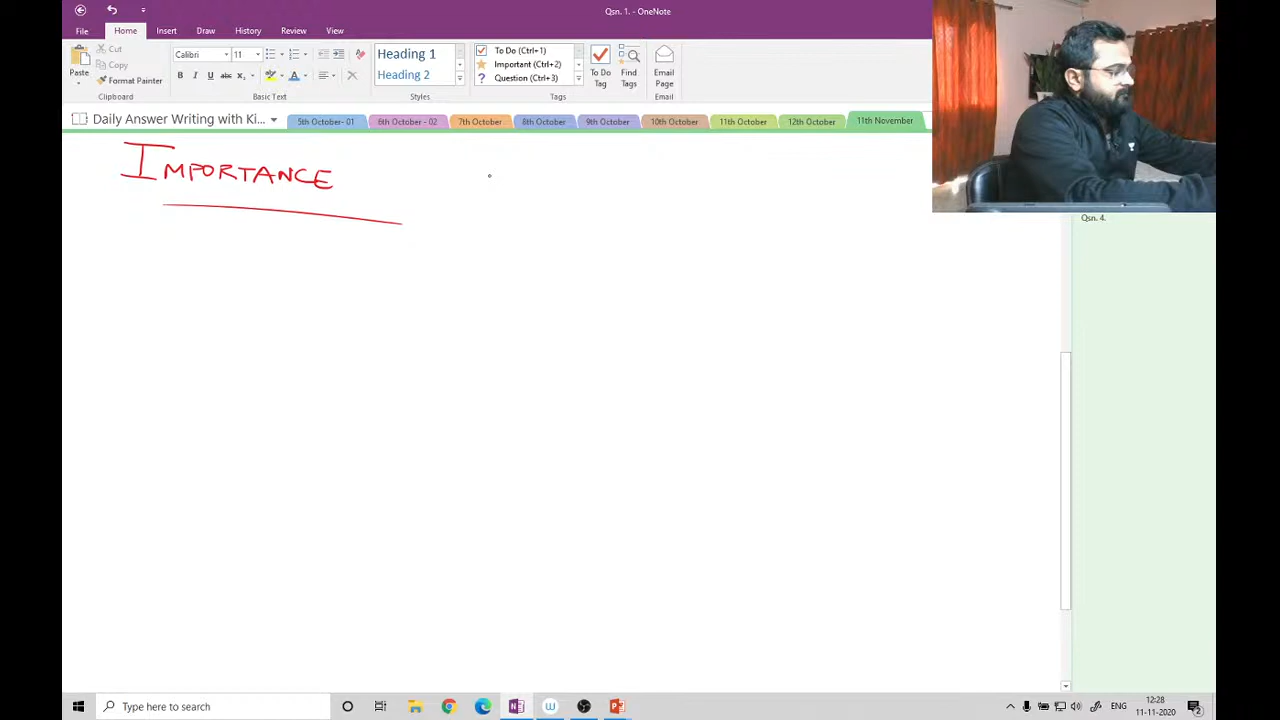 Qsn. 1. - OneNote
File Home Insert Draw History Review View
Paste Cut Copy Format Painter
Calibri 11
B I U abc X₂ A
Heading 1
Heading 2
To Do (Ctrl+1)
Important (Ctrl+2)
Question (Ctrl+3)
To Do Tag
Find Tags
Email Page
Clipboard Basic Text Styles Tags Email
Daily Answer Writing with Ki... 5th October- 01 6th October - 02 7th October 8th October 9th October 10th October 11th October 12th October 11th November
IMPORTANCE
Qsn. 4.
Type here to search
ENG
12:28
11-11-2020
2